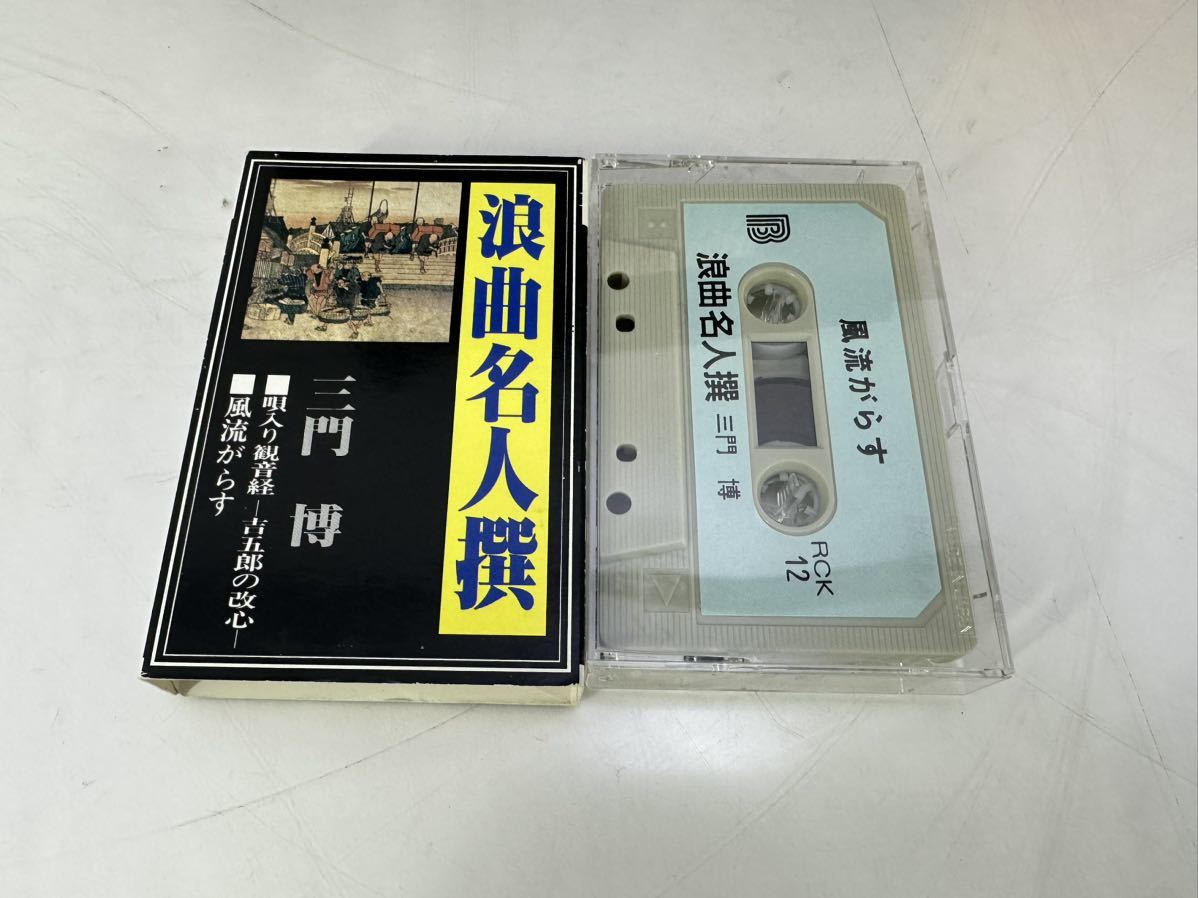 浪曲名人撰
三門 博
■唄入り観音経―吉五郎の改心―
■風流がらす
B
風流がらす
浪曲名人撰 三門 博
RCK
12